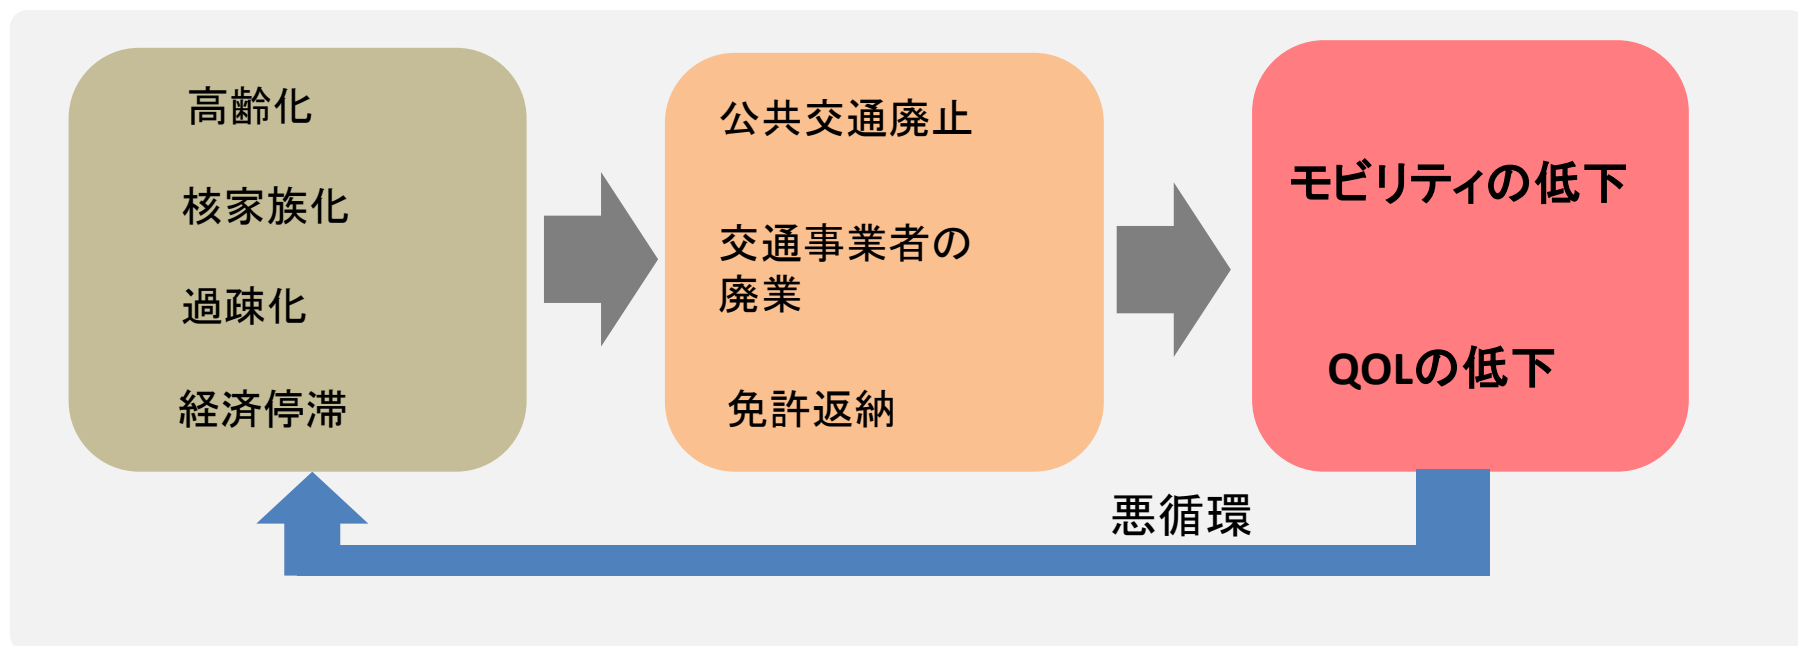 高齢化
核家族化
過疎化
経済停滞
公共交通廃止
交通事業者の
廃業
免許返納
モビリティの低下
QOLの低下
悪循環